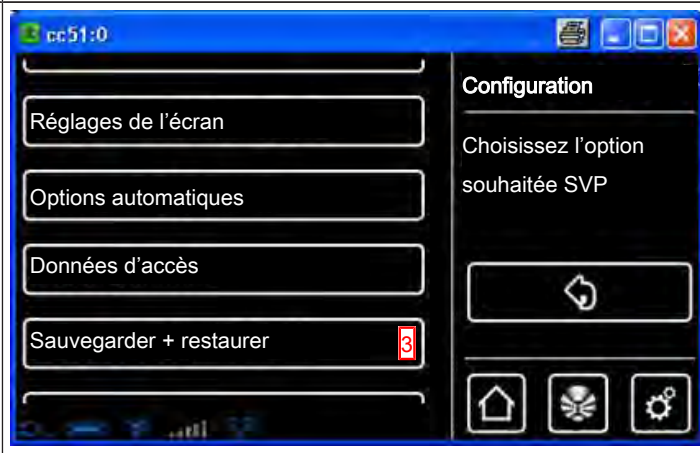 cc51:0
Réglages de l’écran
Options automatiques
Données d’accès
Sauvegarder + restaurer 3
Configuration
Choisissez l’option
souhaitée SVP